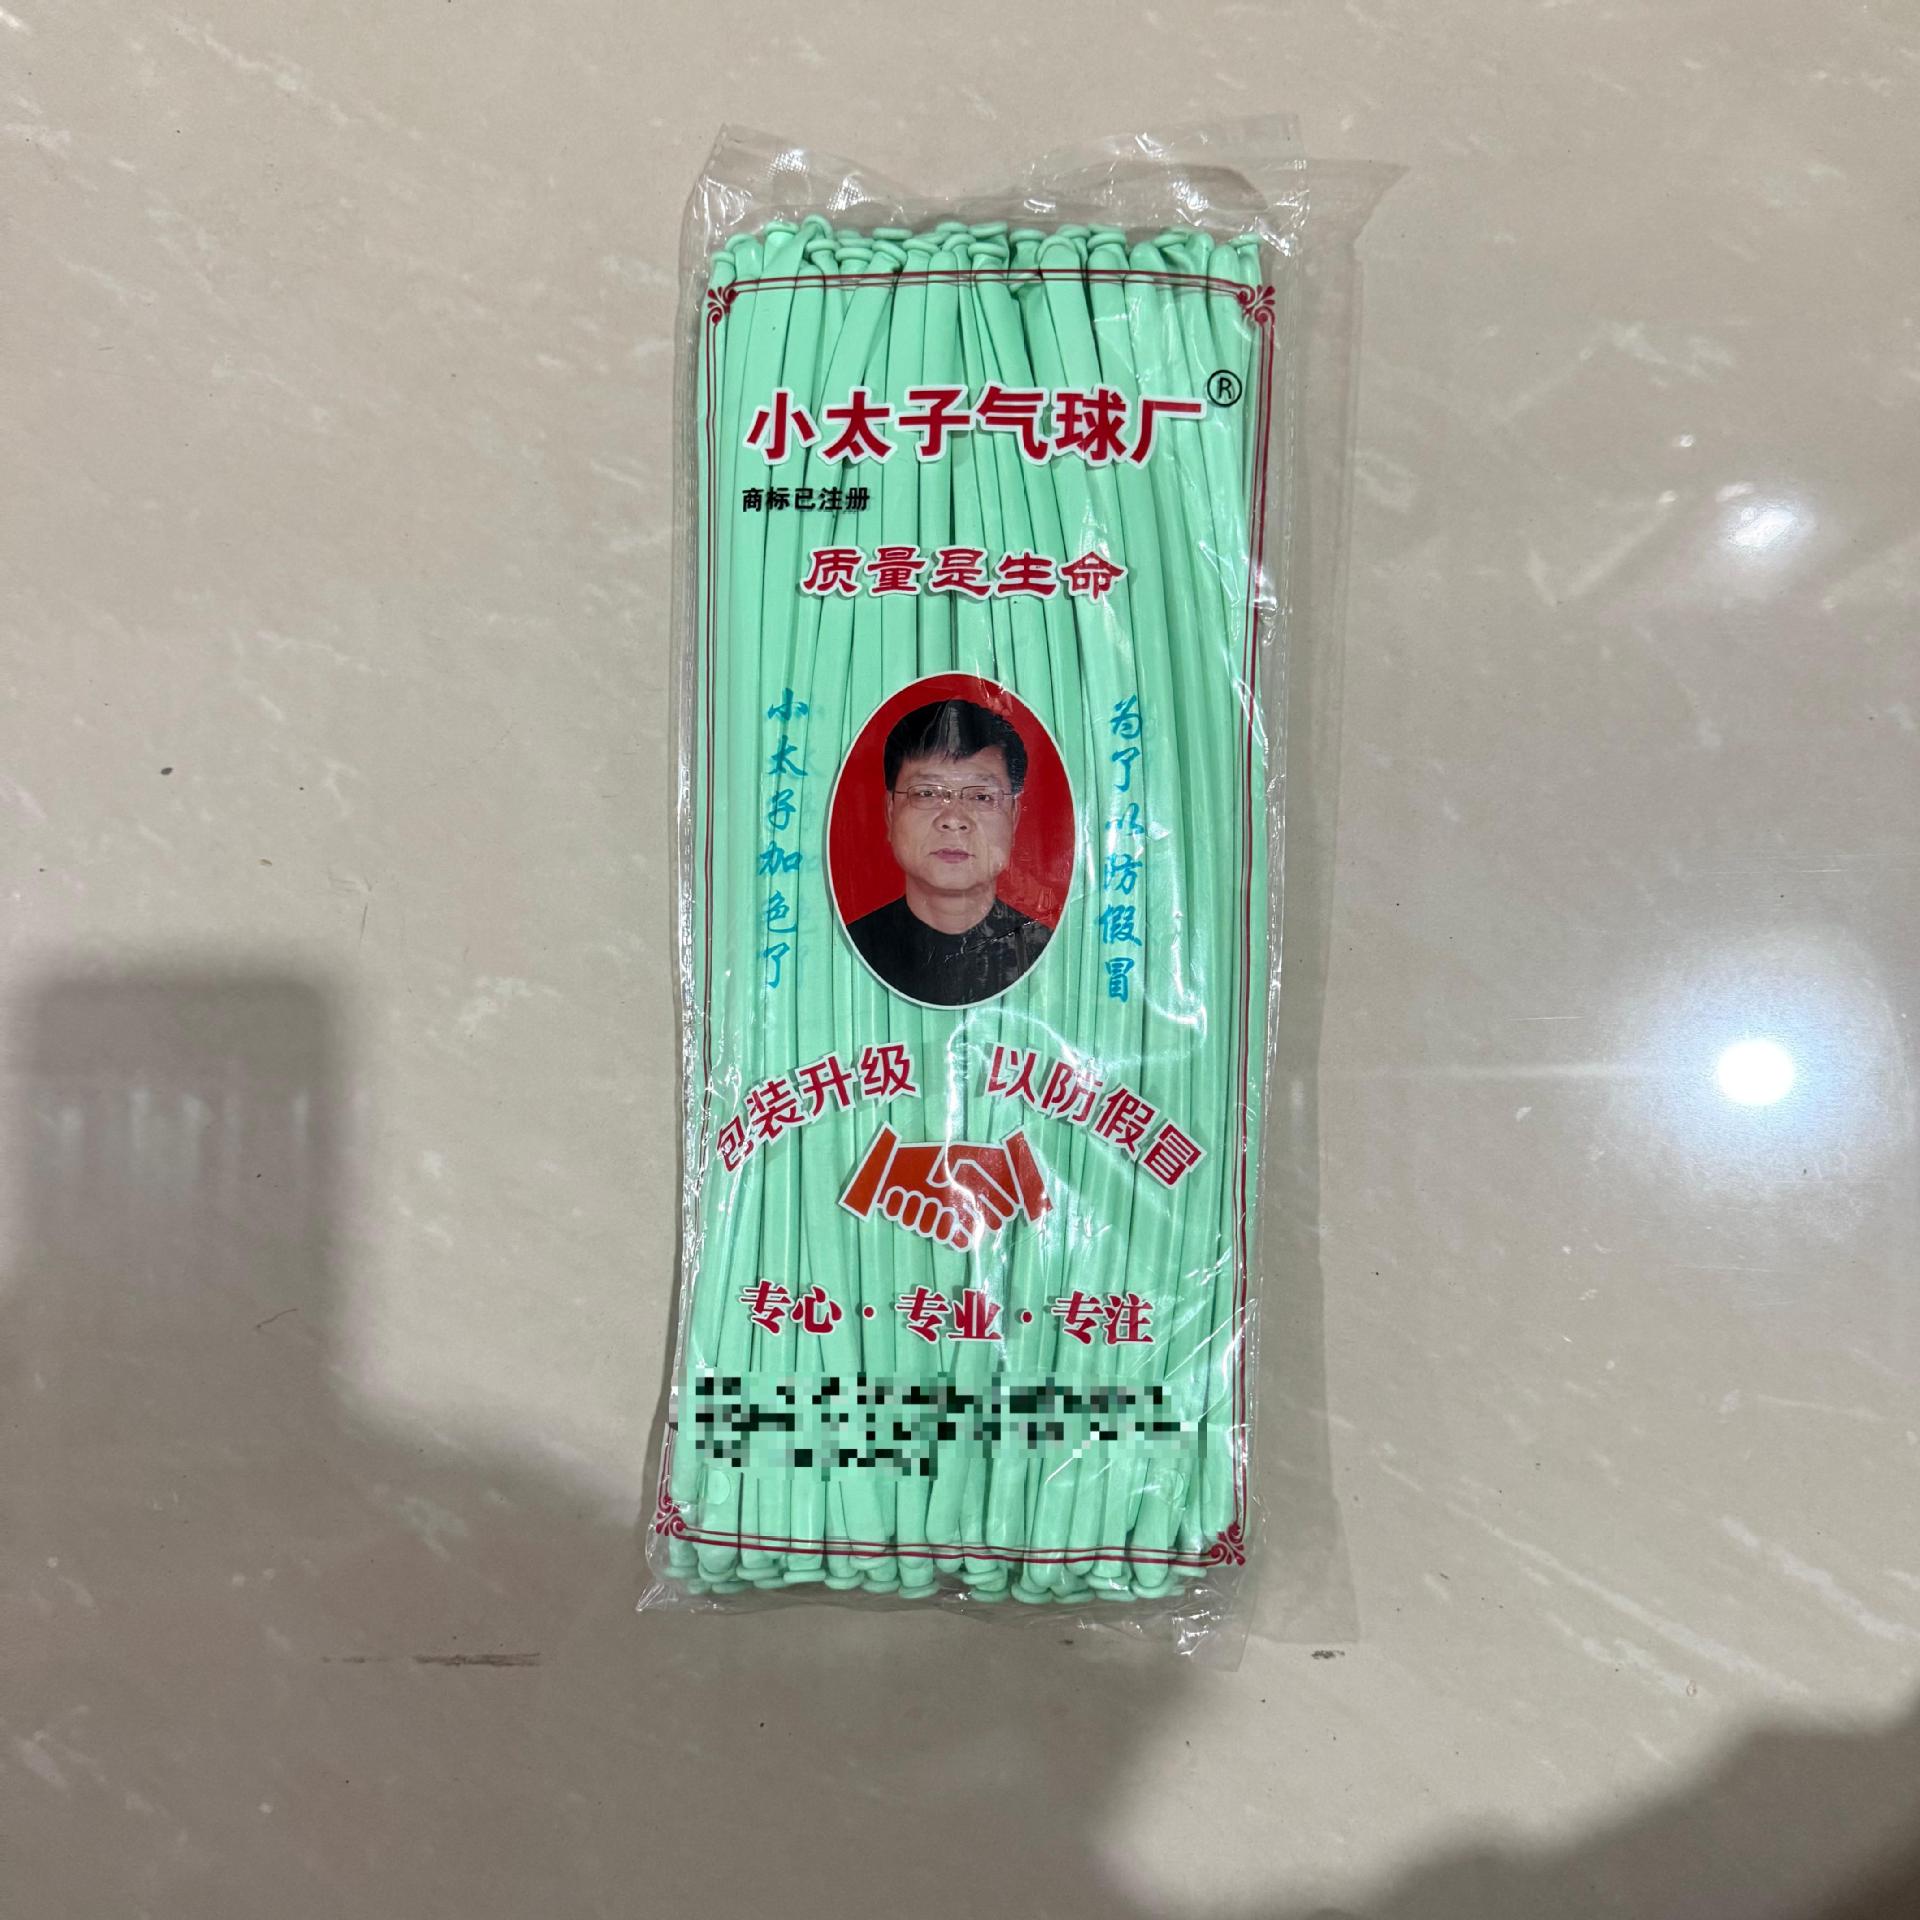 小太子气球厂®
商标已注册
质量是生命
小太子加色了
为了以防假冒
包装升级 以防假冒
专心·专业·专注